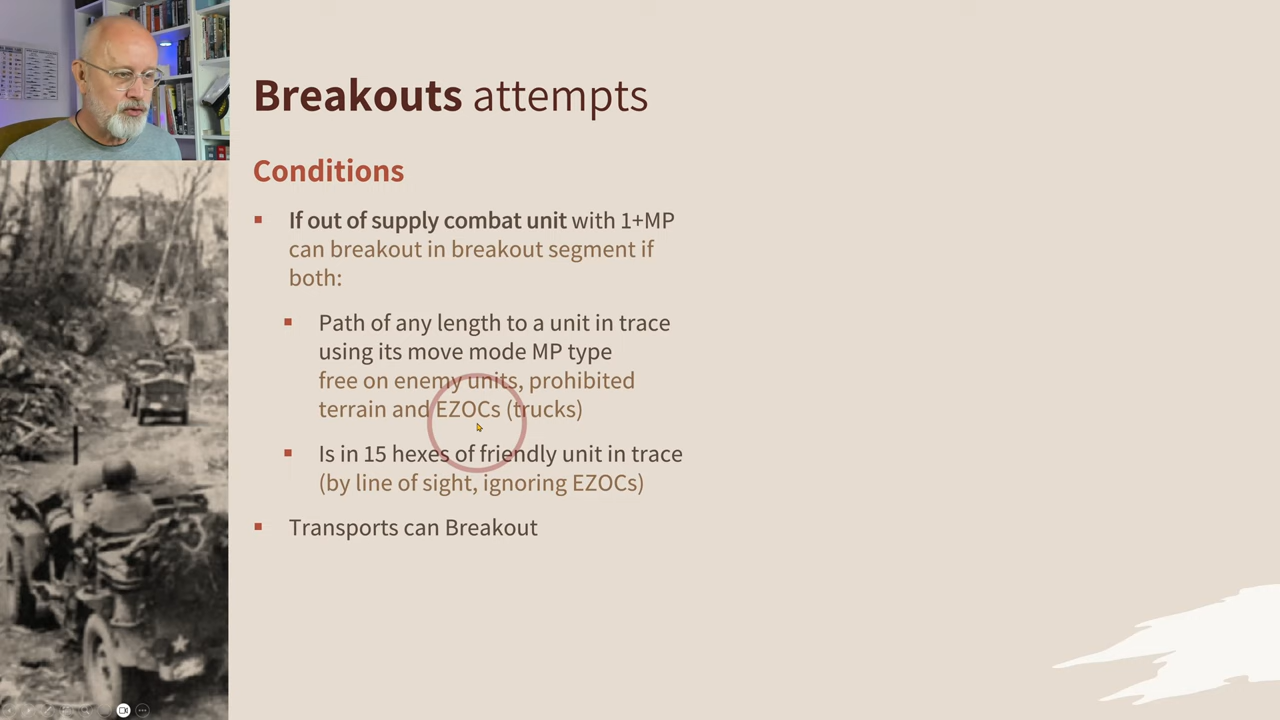 Breakouts attempts
Conditions
If out of supply combat unit with 1+MP
can breakout in breakout segment if
both:
Path of any length to a unit in trace
using its move mode MP type
free on enemy units, prohibited
terrain and EZOCs (trucks)
Is in 15 hexes of friendly unit in trace
(by line of sight, ignoring EZOCs)
Transports can Breakout